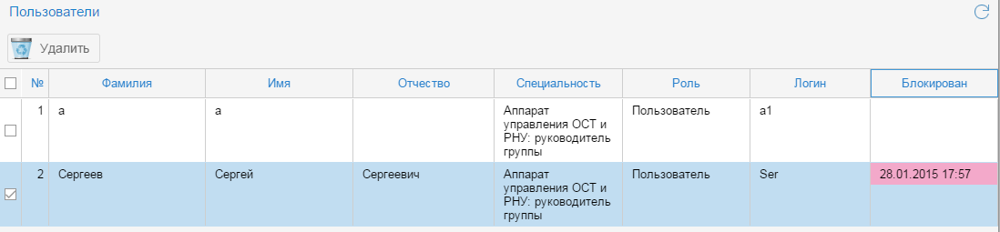 Пользователи
Удалить
№ Фамилия Имя Отчество Специальность Роль Логин Блокирован
1 а а Аппарат Пользователь a1
управления ОСТ и
РНУ: руководитель
группы
2 Сергеев Сергей Сергеевич Аппарат Пользователь Ser 28.01.2015 17:57
управления ОСТ и
РНУ: руководитель
группы